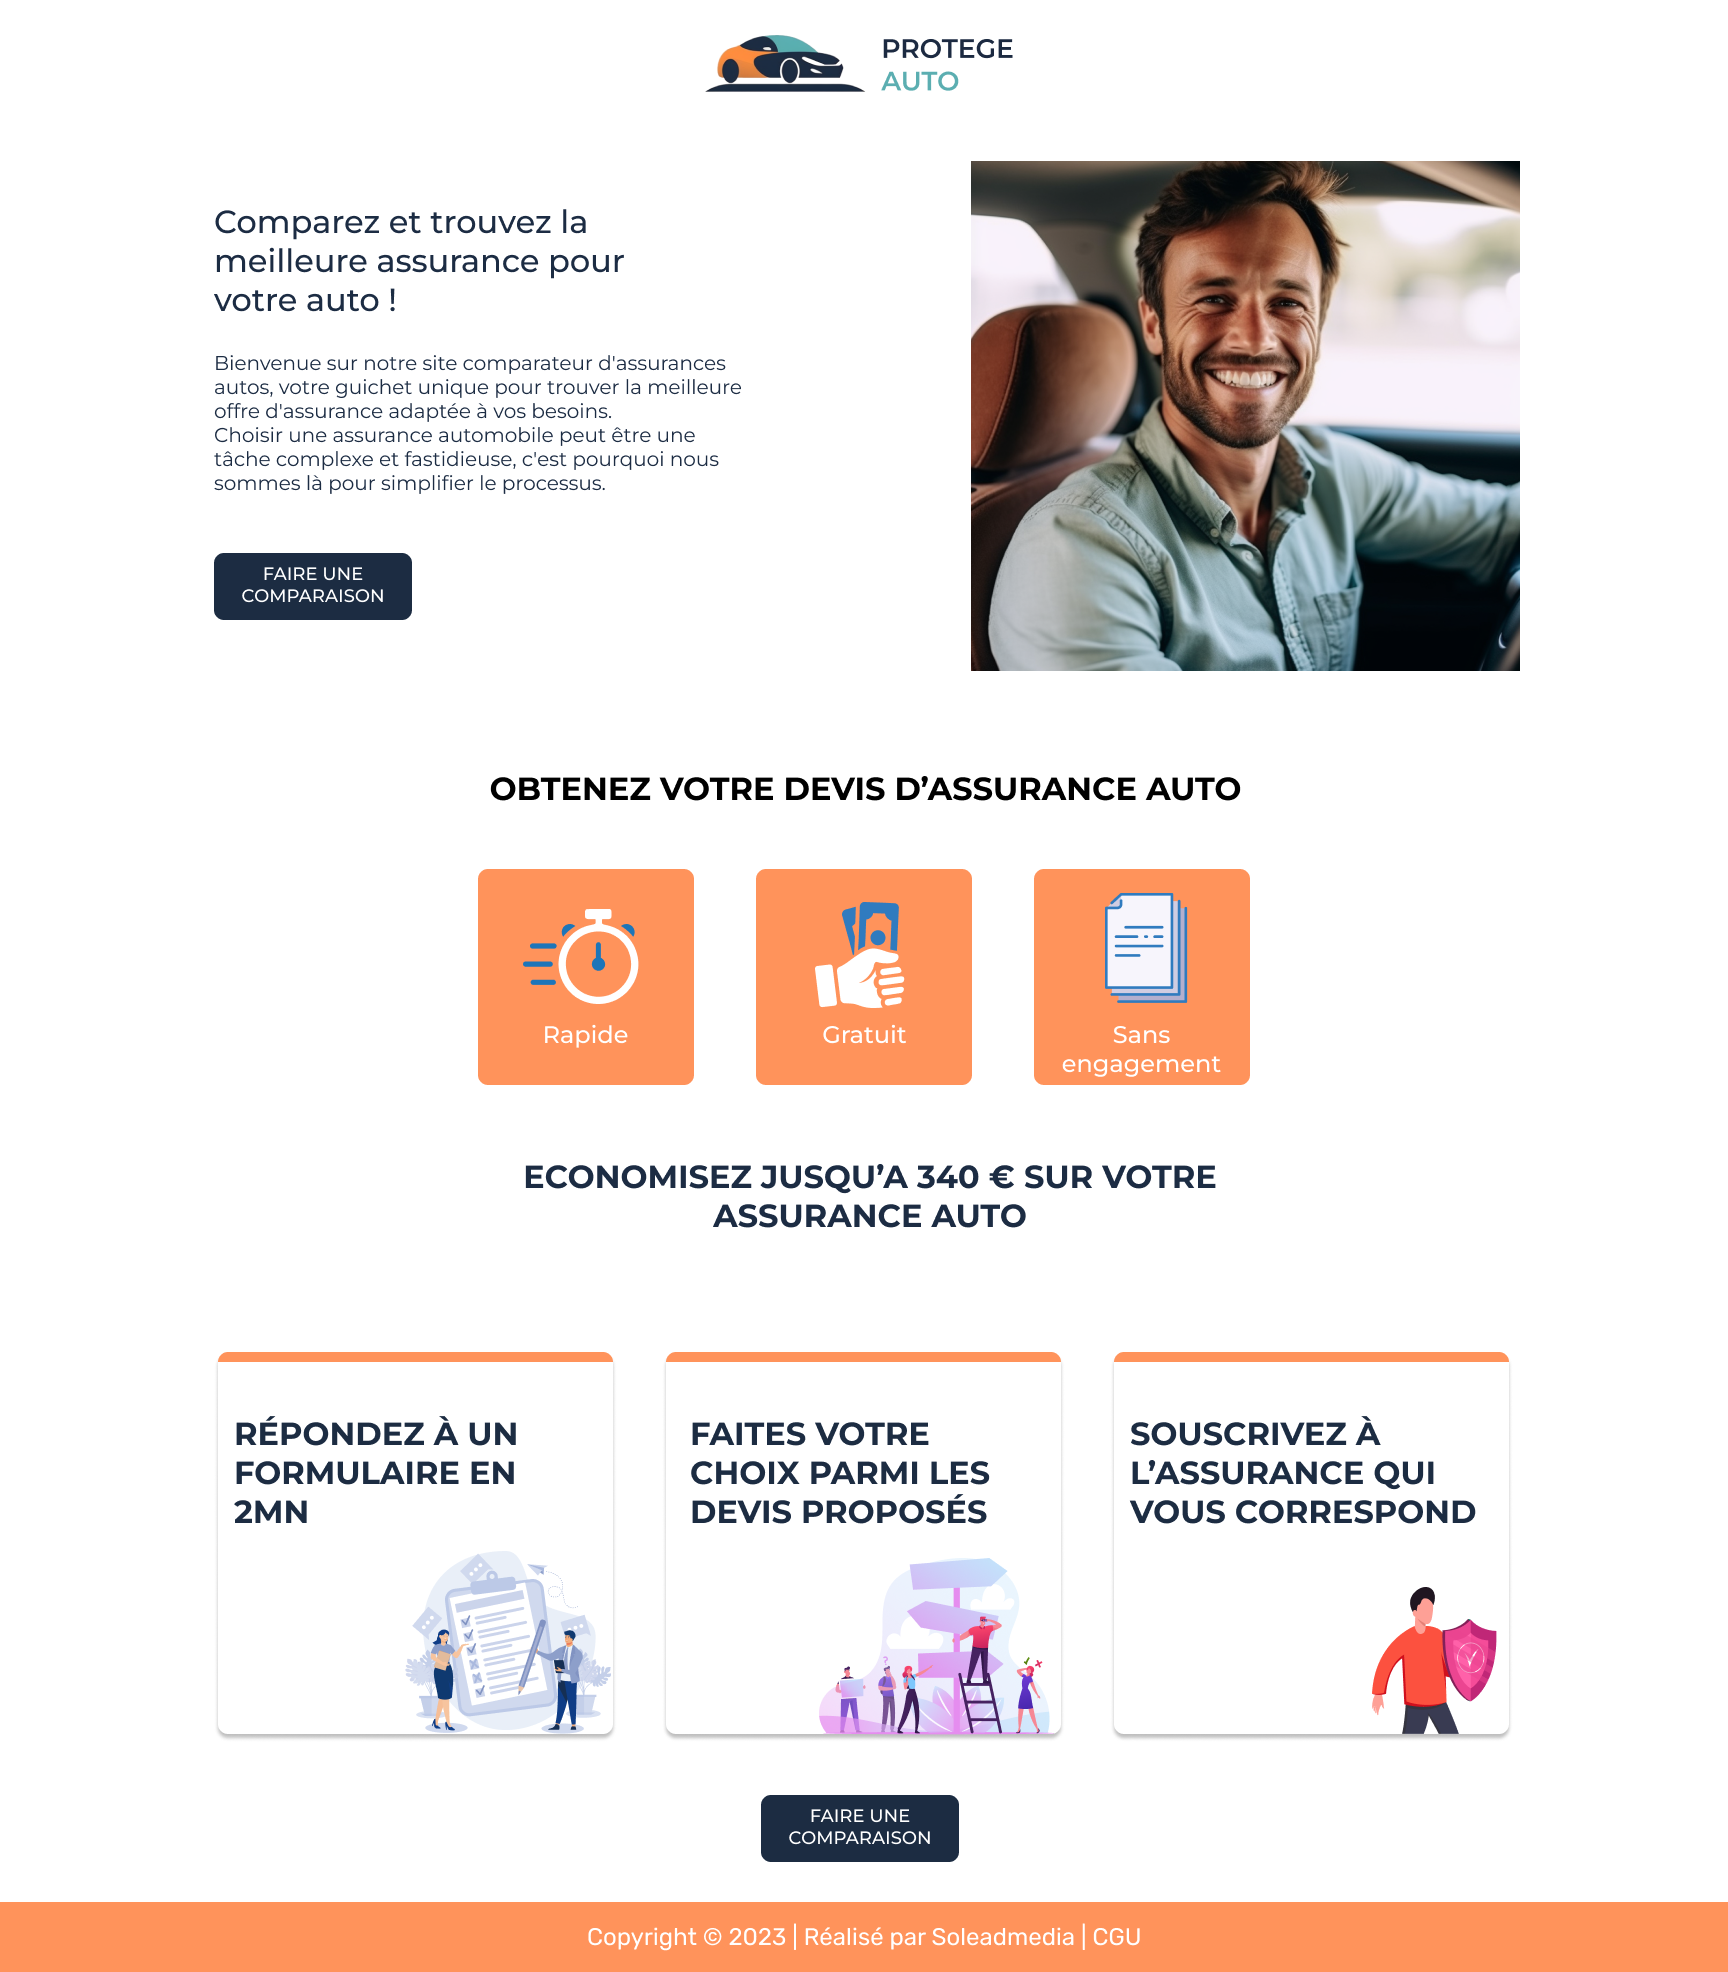 PROTEGE
AUTO
Comparez et trouvez la
meilleure assurance pour
votre auto !
Bienvenue sur notre site comparateur d'assurances
autos, votre guichet unique pour trouver la meilleure
offre d'assurance adaptée à vos besoins.
Choisir une assurance automobile peut être une
tâche complexe et fastidieuse, c'est pourquoi nous
sommes là pour simplifier le processus.
FAIRE UNE
COMPARAISON
OBTENEZ VOTRE DEVIS D’ASSURANCE AUTO
Rapide
Gratuit
Sans
engagement
ECONOMISEZ JUSQU’A 340 € SUR VOTRE
ASSURANCE AUTO
RÉPONDEZ À UN
FORMULAIRE EN
2MN
FAITES VOTRE
CHOIX PARMI LES
DEVIS PROPOSÉS
SOUSCRIVEZ À
L’ASSURANCE QUI
VOUS CORRESPOND
FAIRE UNE
COMPARAISON
Copyright © 2023 | Réalisé par Soleadmedia | CGU